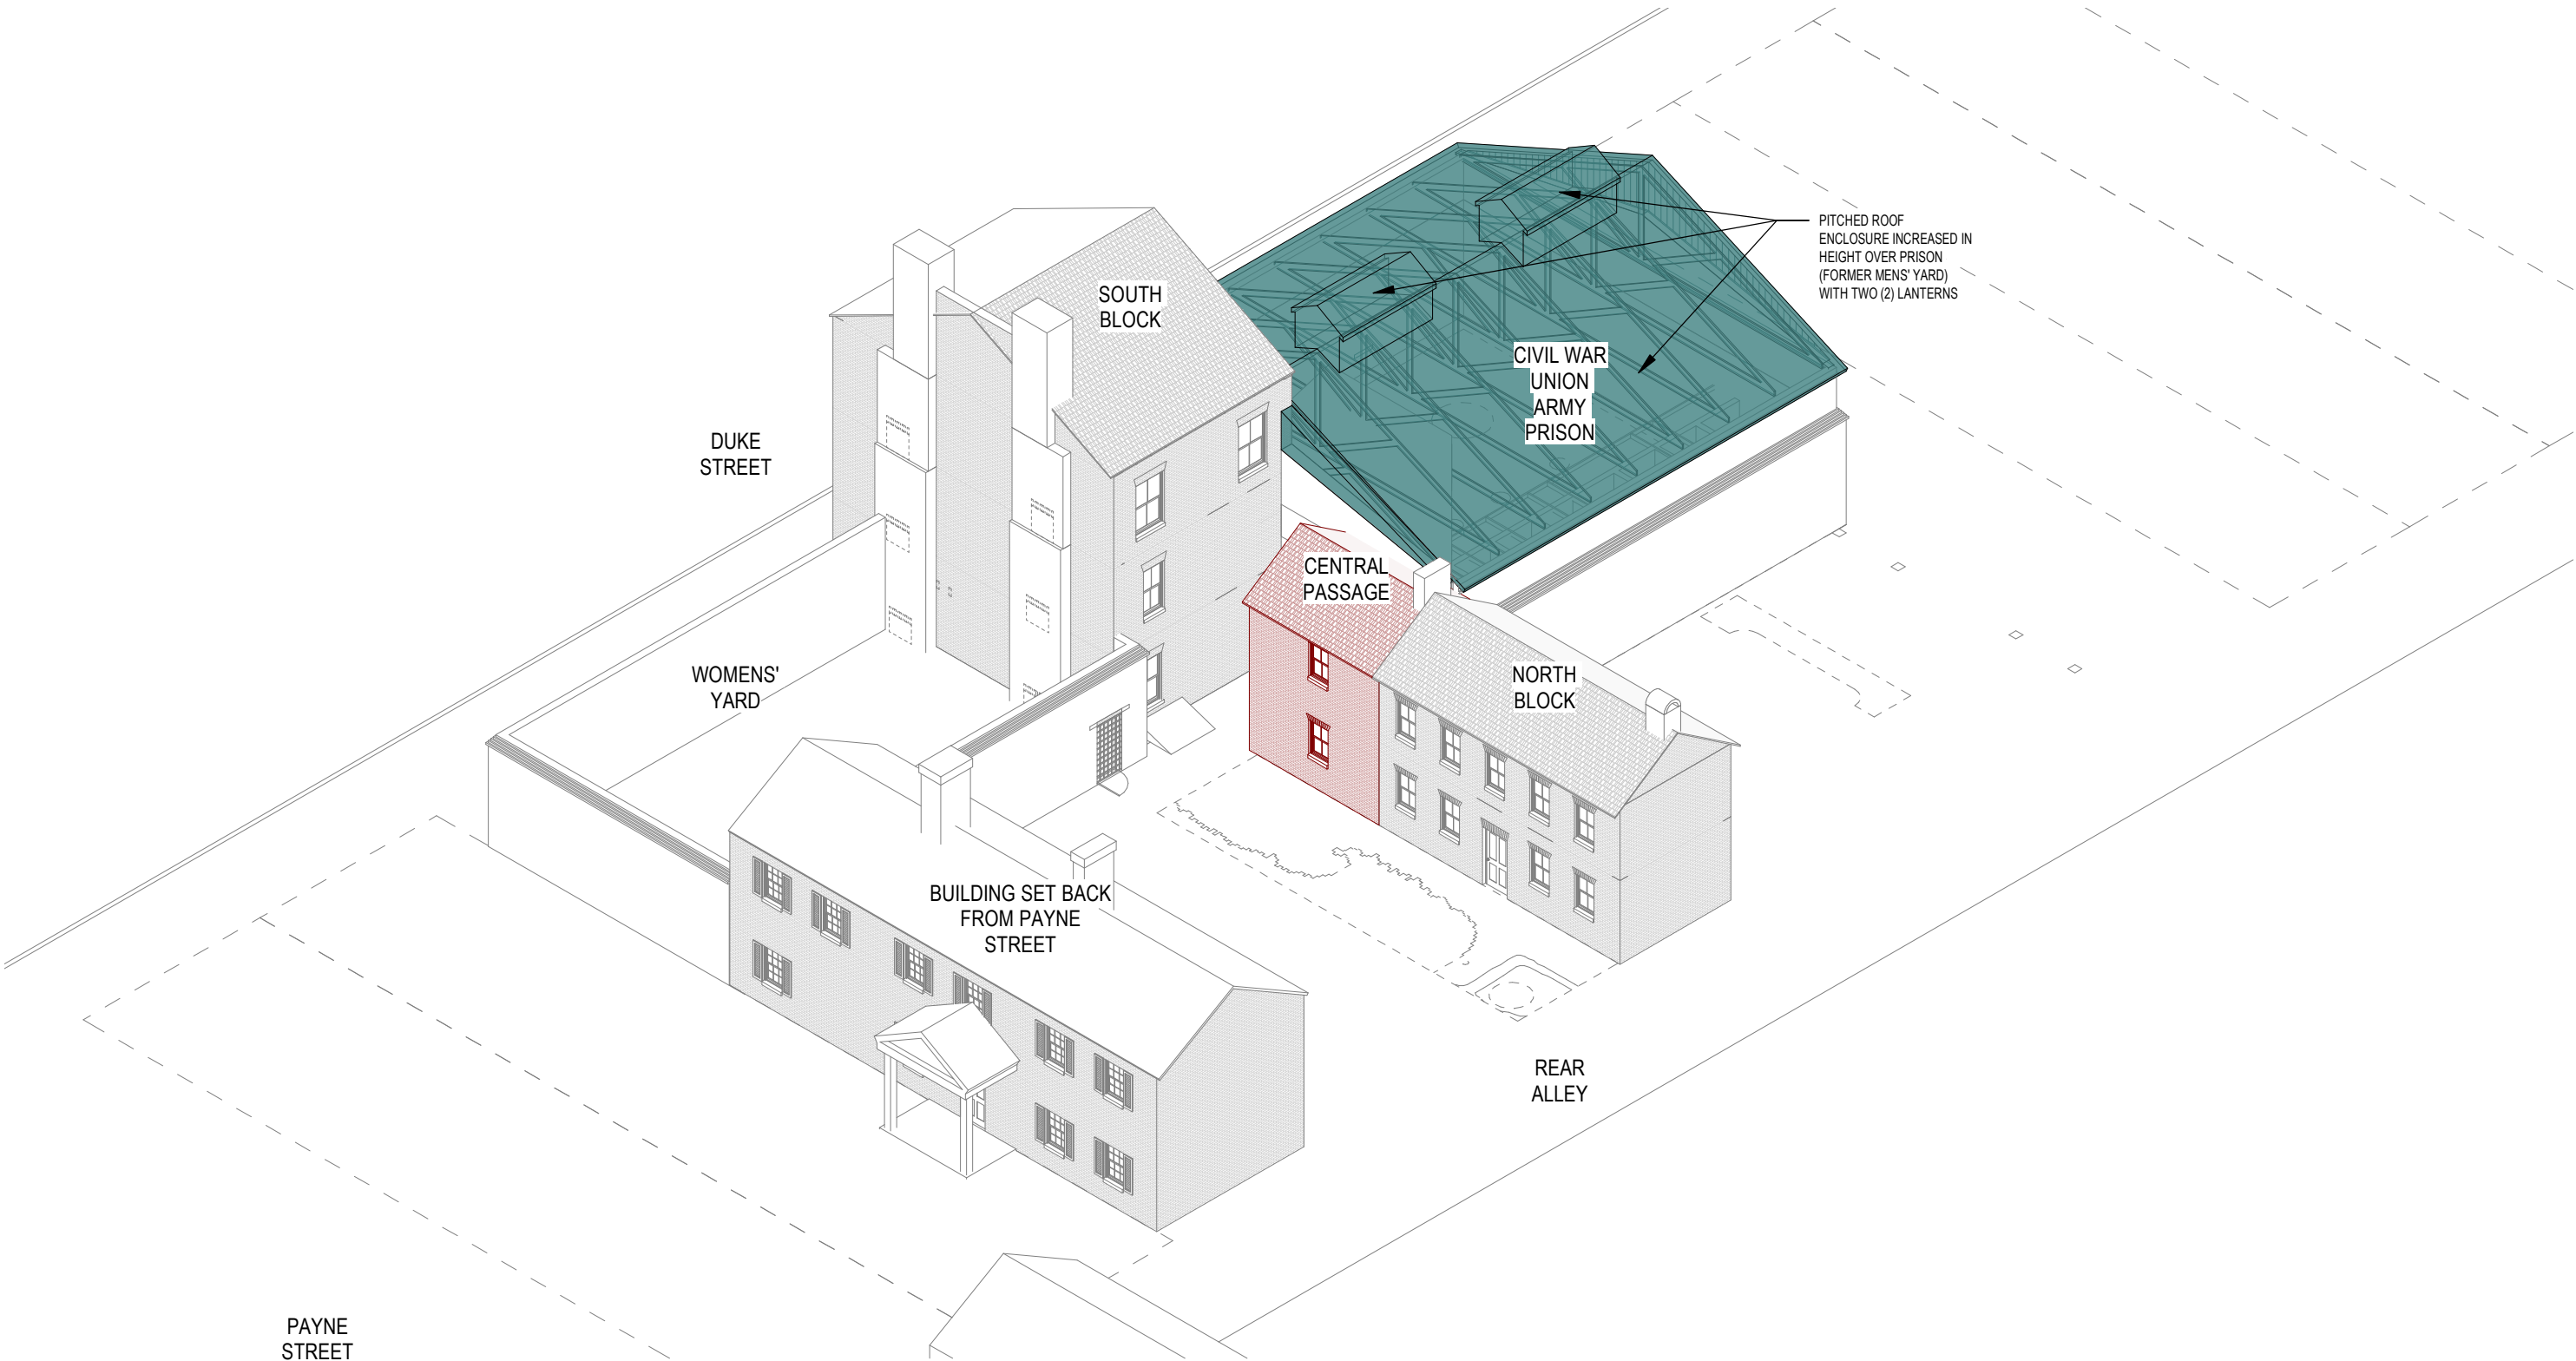 PITCHED ROOF
ENCLOSURE INCREASED IN
HEIGHT OVER PRISON
(FORMER MENS' YARD)
WITH TWO (2) LANTERNS
SOUTH
BLOCK
CIVIL WAR
UNION
ARMY
PRISON
DUKE
STREET
CENTRAL
PASSAGE
WOMENS'
YARD
NORTH
BLOCK
BUILDING SET BACK
FROM PAYNE
STREET
REAR
ALLEY
PAYNE
STREET